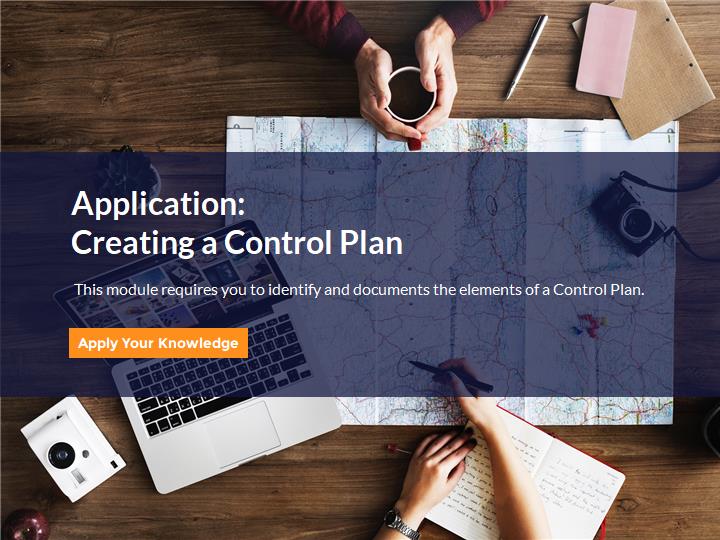 Application:
Creating a Control Plan
This module requires you to identify and documents the elements of a Control Plan.
Apply Your Knowledge